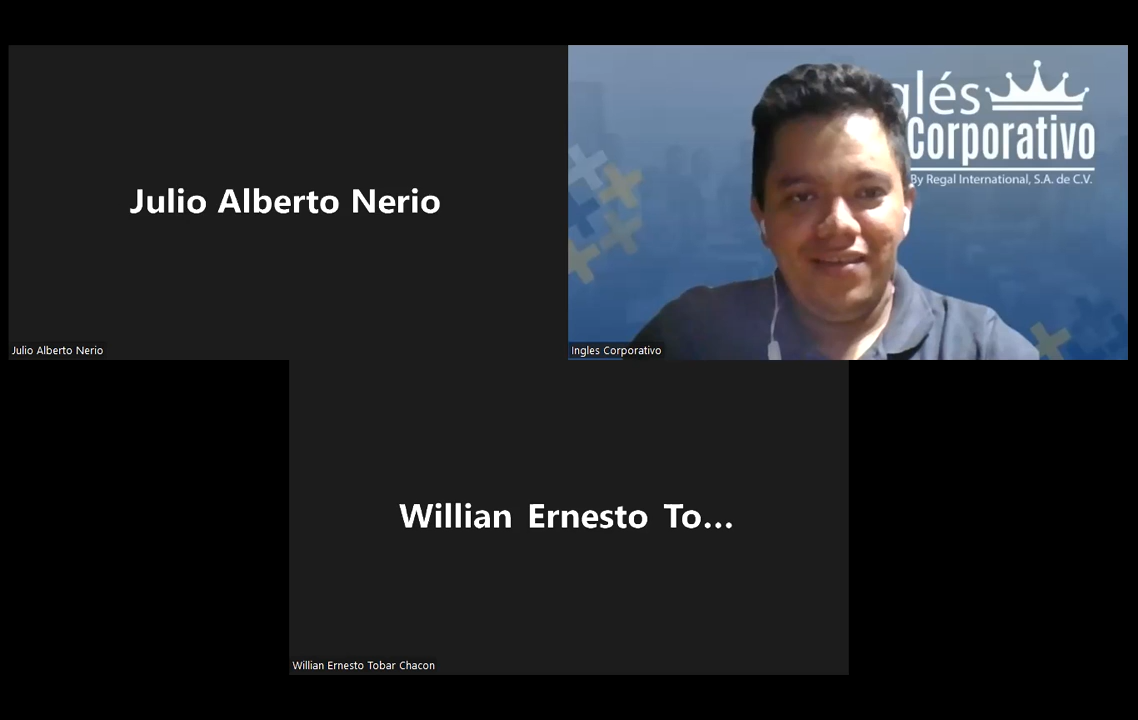 Julio Alberto Nerio
Julio Alberto Nerio
glés
Corporativo
By Regal International, S.A. de C.V.
Ingles Corporativo
Willian Ernesto To...
Willian Ernesto Tobar Chacon